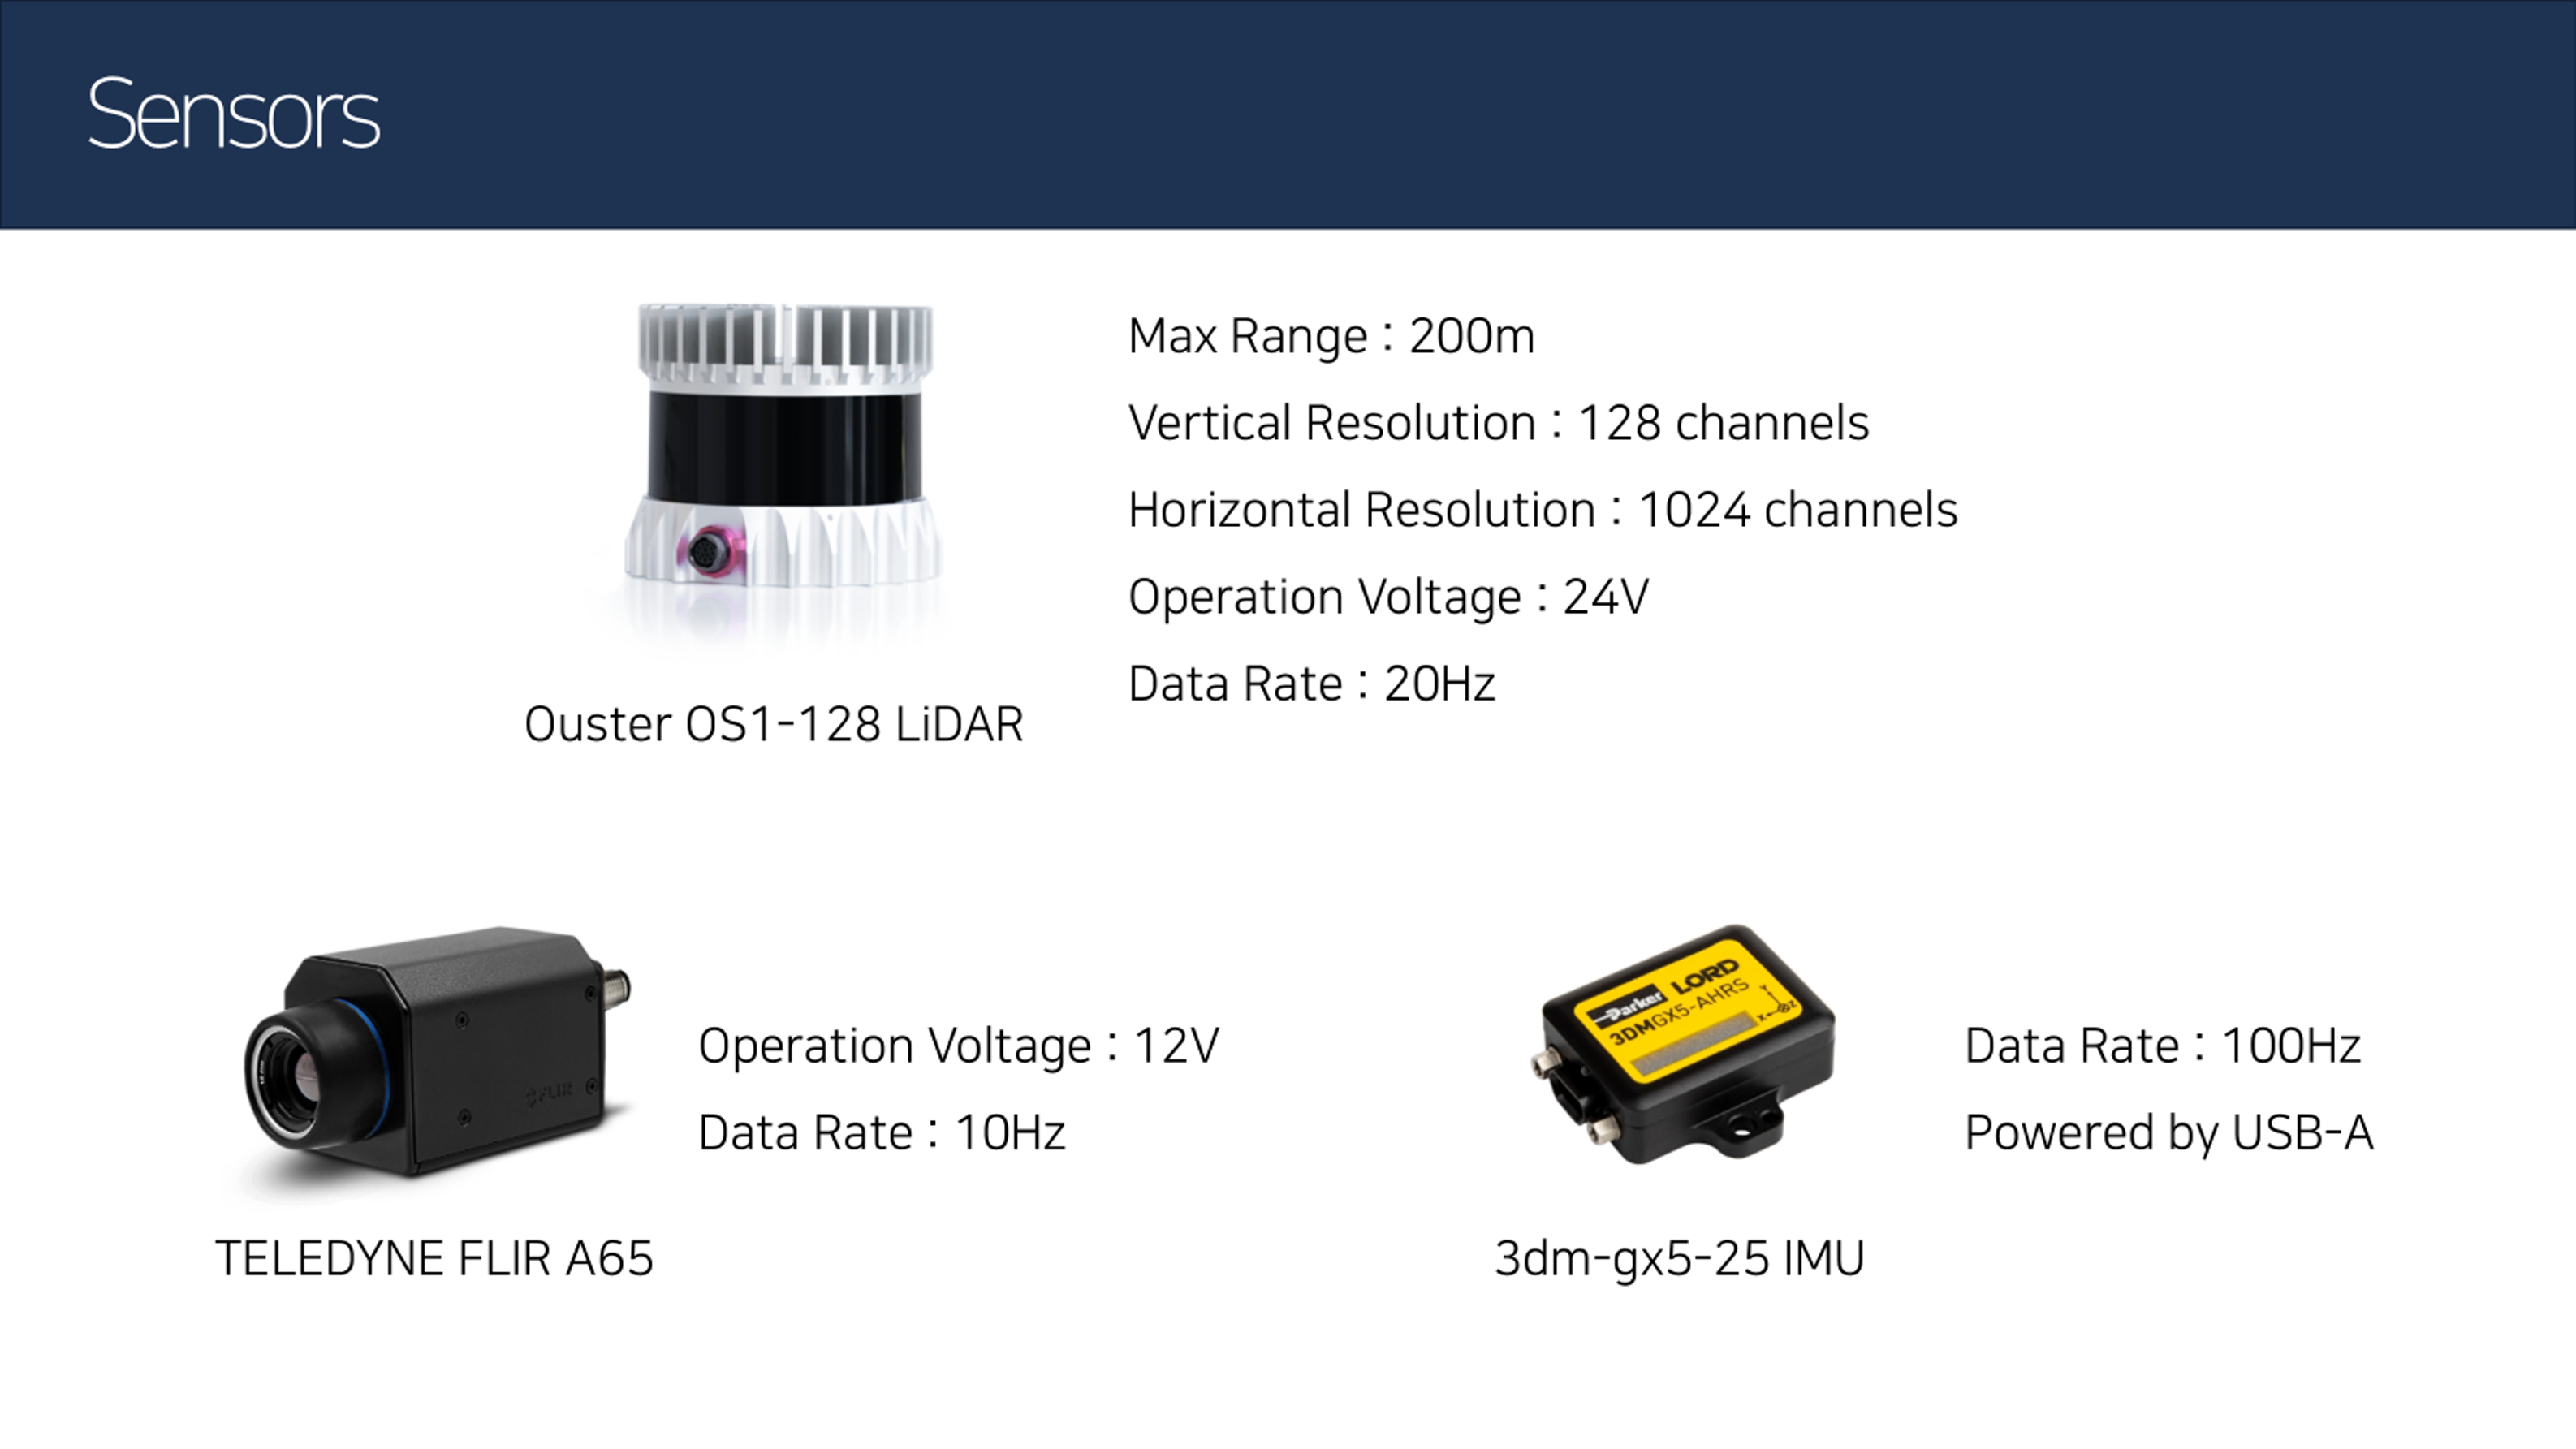 Sensors
Max Range : 200m
Vertical Resolution : 128 channels
Horizontal Resolution : 1024 channels
Operation Voltage : 24V
Data Rate : 20Hz
Ouster OS1-128 LiDAR
FLIR
Operation Voltage : 12V
Data Rate : 10Hz
TELEDYNE FLIR A65
Parker LORD
3DMGX5-AHRS
Y
X
Z
Data Rate : 100Hz
Powered by USB-A
3dm-gx5-25 IMU